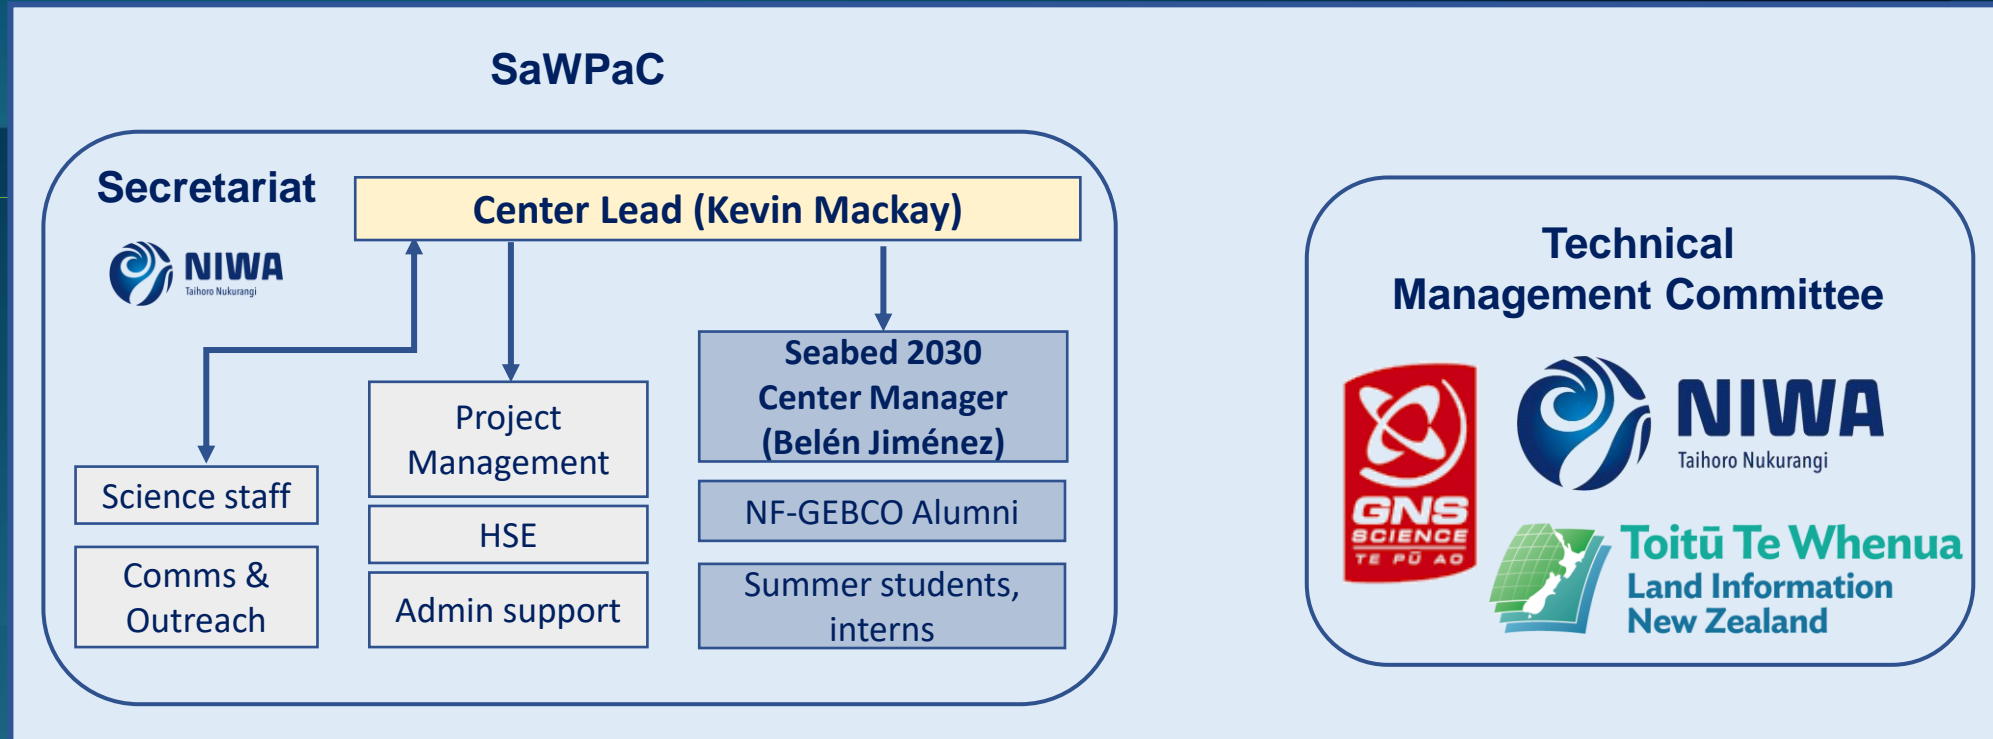 SaWPaC
Secretariat
NIWA
Taihoro Nukurangi
Center Lead (Kevin Mackay)
Science staff
Comms &
Outreach
Project
Management
HSE
Admin support
Seabed 2030
Center Manager
(Belén Jiménez)
NF-GEBCO Alumni
Summer students,
interns
Technical
Management Committee
GNS
SCIENCE
TE PŪ AO
NIWA
Taihoro Nukurangi
Toitū Te Whenua
Land Information
New Zealand